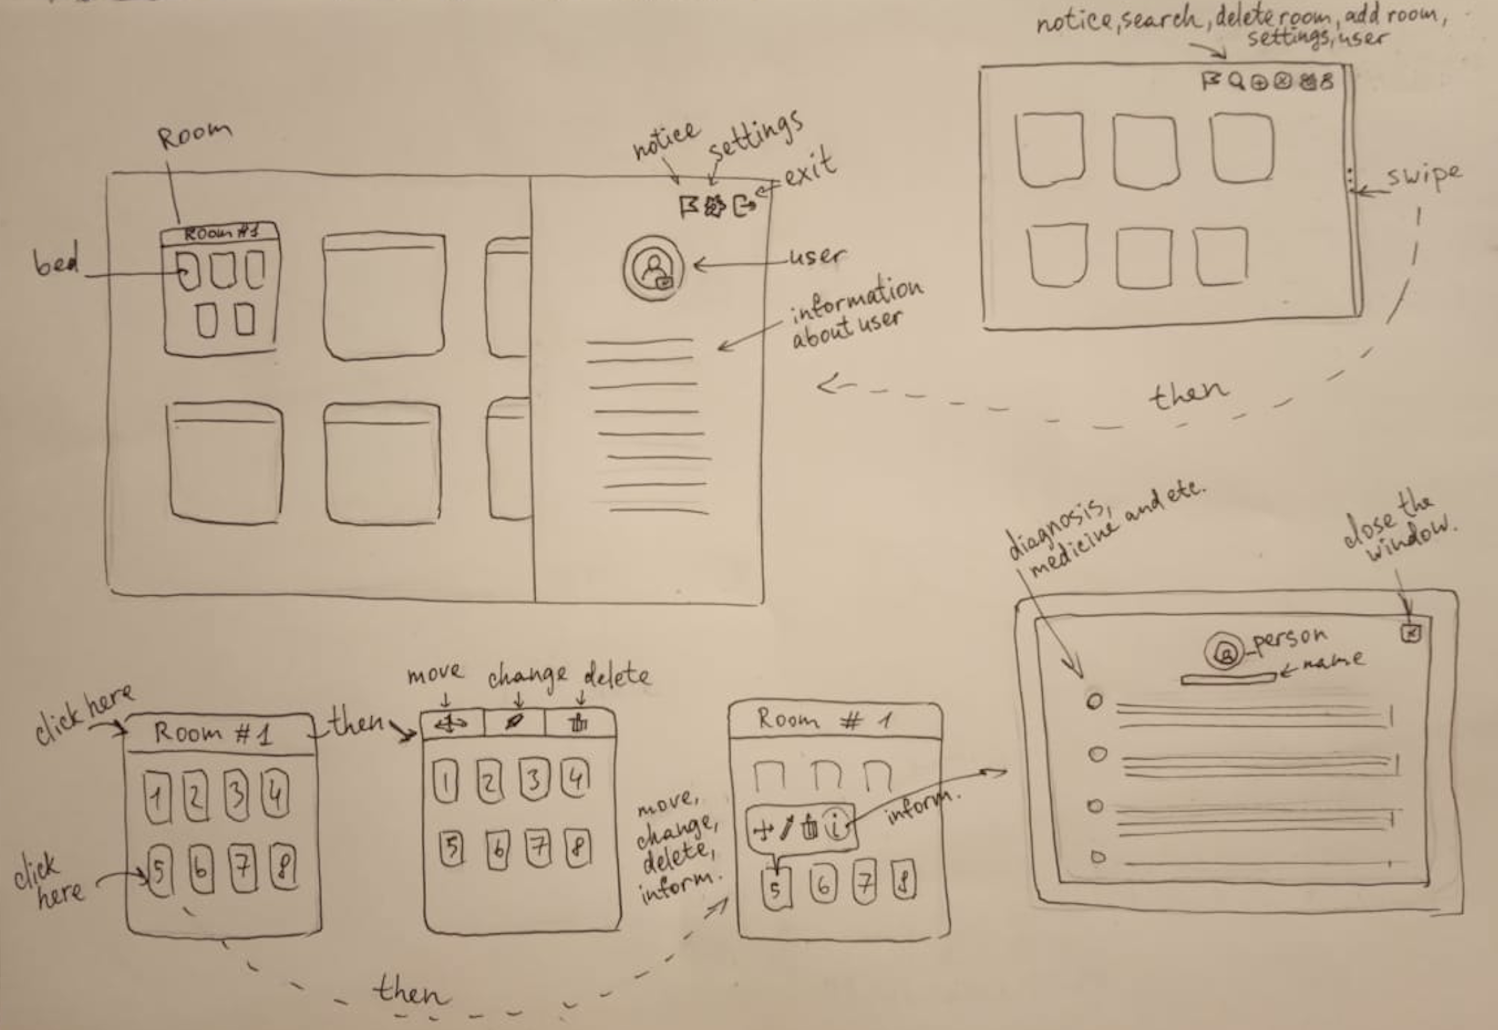 notice, search, delete room, add room,
settings, user
swipe
then
Room
notice
settings
exit
Room #1
bed
user
information
about user
diagnosis,
medicine and etc.
close the
window.
person
name
click here
Room #1
1 2 3 4
5 6 7 8
click
here
then
move change delete
1 2 3 4
5 6 7 8
then
move,
change,
delete,
inform.
Room # 1
i
inform.
5 6 7 8